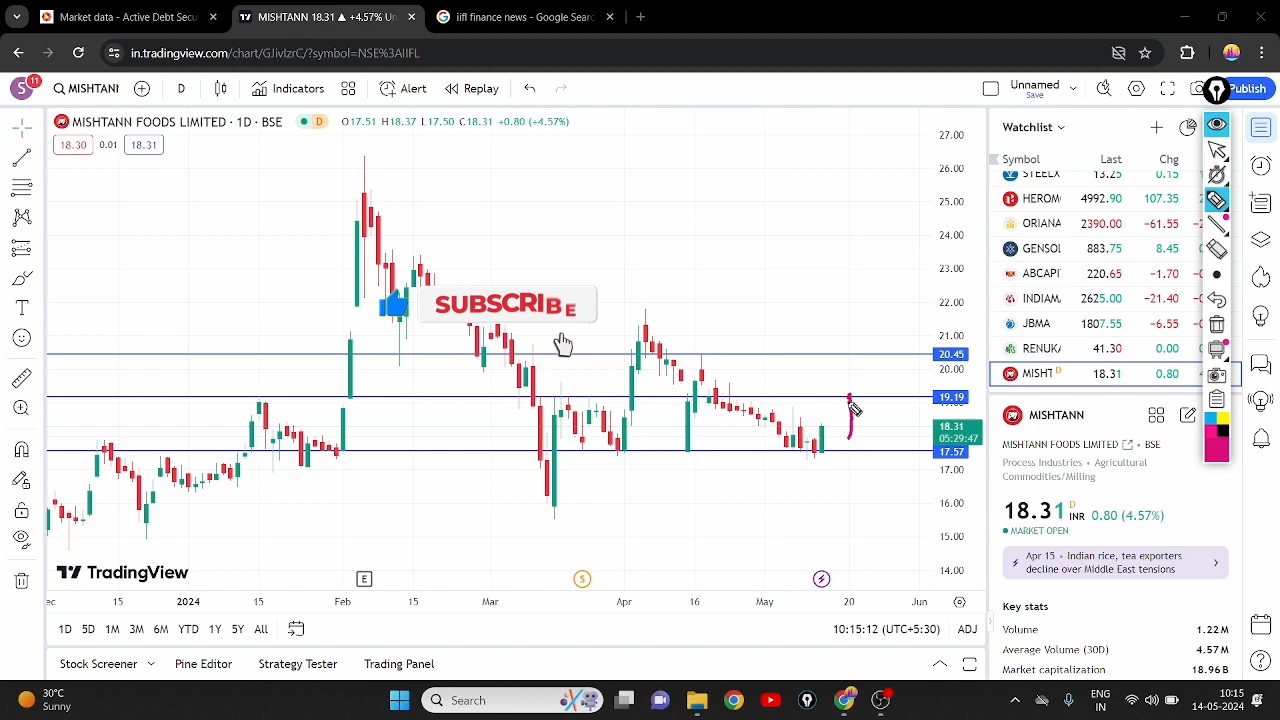 Market data - Active Debt Secu
MISHTANN 18.31 ▲ +4.57% Un
iifl finance news - Google Sear
in.tradingview.com/chart/GJivIzrC/?symbol=NSE%3AIIFL
S 11 MISHTANI D Indicators Alert Replay Unnamed Save Publish
MISHTANN FOODS LIMITED · 1D · BSE D O17.51 H18.37 L17.50 C18.31 +0.80 (+4.57%)
18.30 0.01 18.31
27.00
26.00
25.00
24.00
23.00
22.00
21.00
20.45
20.00
19.19
18.31
05:29:47
17.57
17.00
16.00
15.00
14.00
SUBSCRIBE
TradingView
E S
ec 15 2024 15 Feb 15 Mar Apr 16 May 20 Jun
1D 5D 1M 3M 6M YTD 1Y 5Y All 10:15:12 (UTC+5:30) ADJ
Stock Screener Pine Editor Strategy Tester Trading Panel
Watchlist
Symbol Last Chg
STEELX 13.25 0.15
HEROM 4992.90 107.35
ORIANA 2390.00 −61.55
GENSOL 883.75 8.45
ABCAPI 220.65 −1.70
INDIAM 2625.00 −21.40
JBMA 1807.55 −6.55
RENUKA 41.30 0.00
MISHT D 18.31 0.80
MISHTANN
MISHTANN FOODS LIMITED BSE
Process Industries • Agricultural
Commodities/Milling
18.31 D INR 0.80 (4.57%)
MARKET OPEN
Apr 15 • Indian rice, tea exporters
decline over Middle East tensions
Key stats
Volume 1.22 M
Average Volume (30D) 4.57 M
Market capitalization 18.96 B
30°C
Sunny
Search
ENG
IN
10:15
14-05-2024